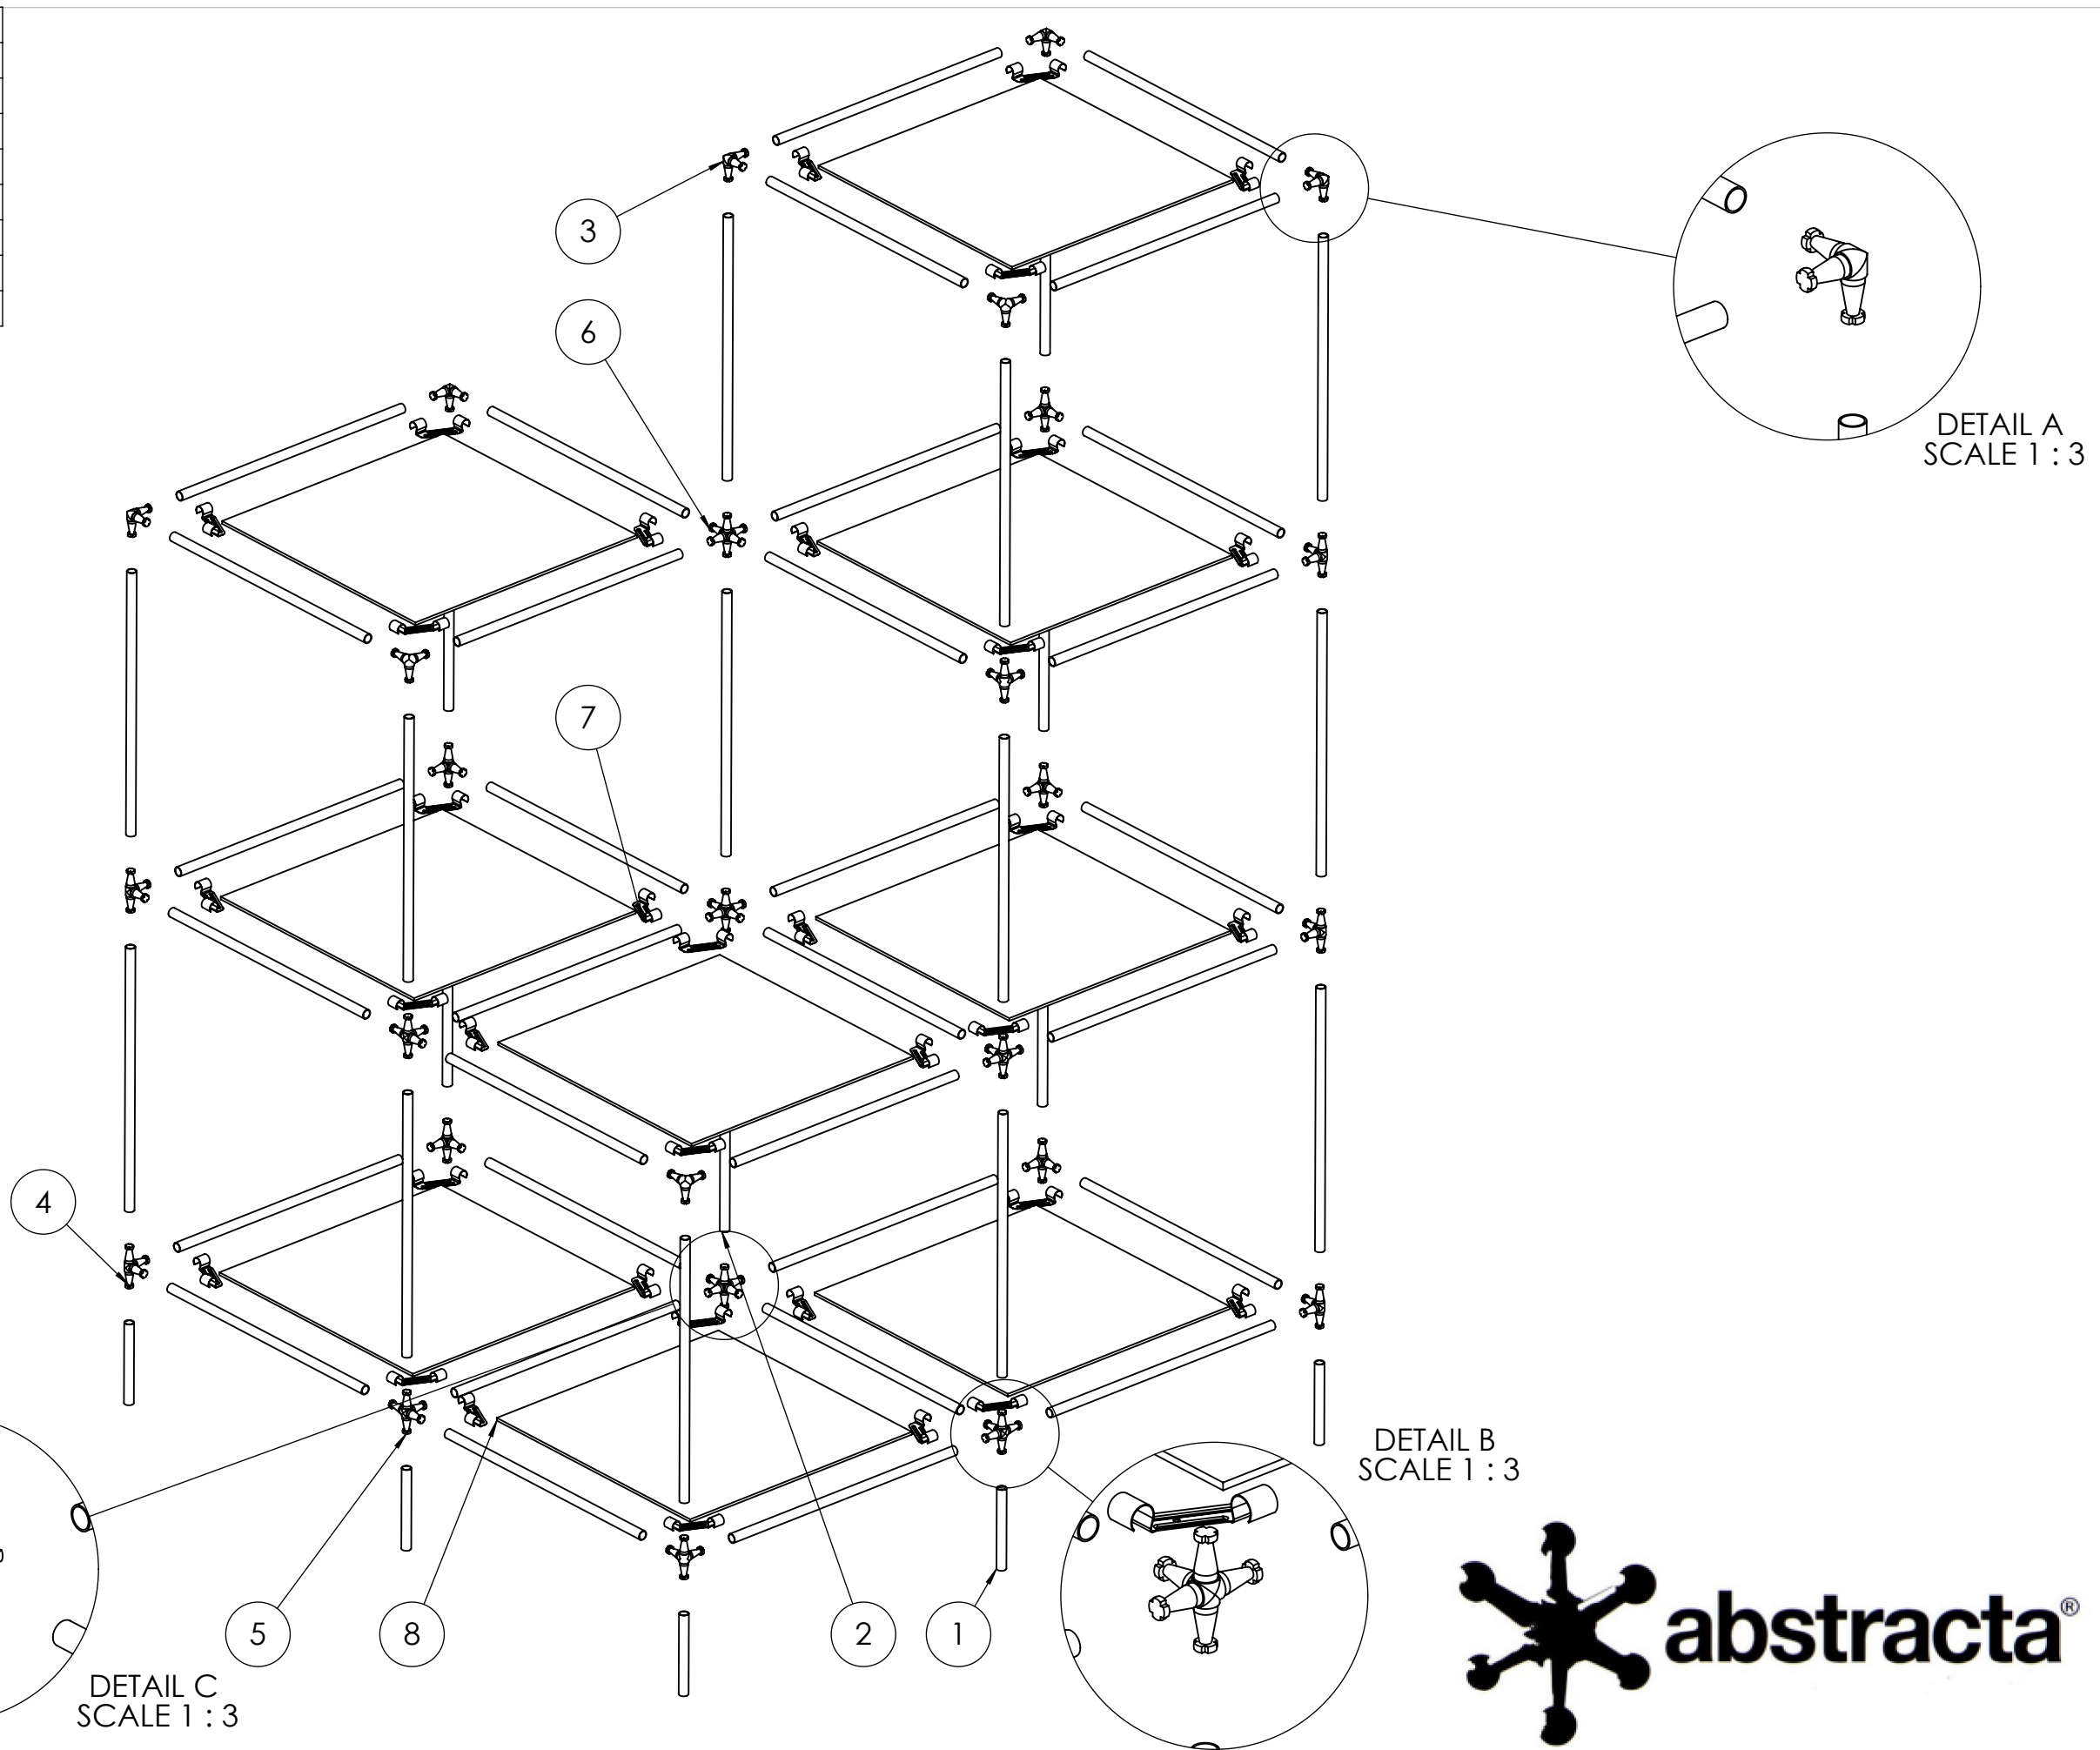 3
6
DETAIL A
SCALE 1 : 3
7
4
DETAIL B
SCALE 1 : 3
5
8
2
1
abstracta®
DETAIL C
SCALE 1 : 3